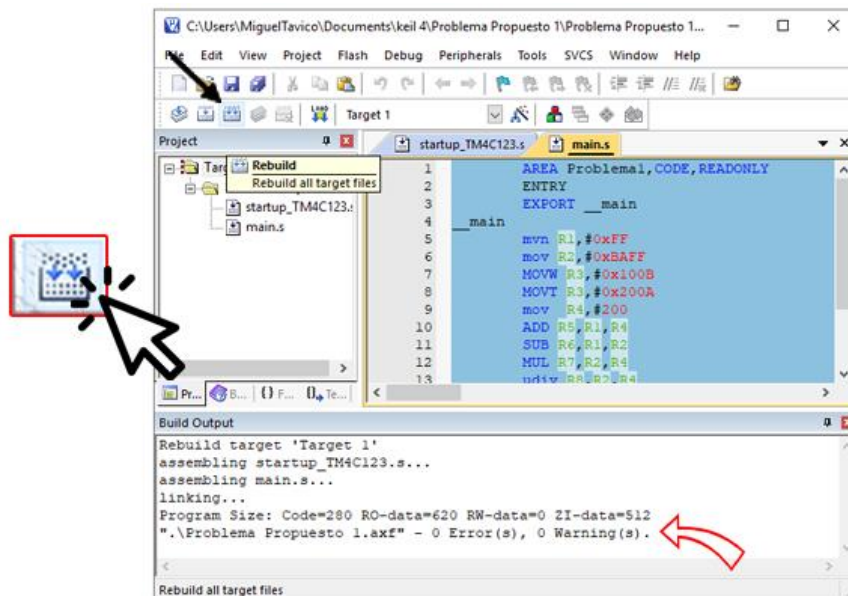 C:\Users\MiguelTavico\Documents\keil 4\Problema Propuesto 1\Problema Propuesto 1...
File Edit View Project Flash Debug Peripherals Tools SVCS Window Help
LOAD Target 1
Project
startup_TM4C123.s main.s
Rebuild
Rebuild all target files
startup_TM4C123.s
main.s
1 AREA Problema1,CODE,READONLY
2 ENTRY
3 EXPORT __main
4 __main
5 mvn R1,#0xFF
6 mov R2,#0xBAFF
7 MOVW R3,#0x100B
8 MOVT R3,#0x200A
9 mov R4,#200
10 ADD R5,R1,R4
11 SUB R6,R1,R2
12 MUL R7,R2,R4
13 udiv R8,R2,R4
Pr... B... {} F... 0 Te...
Build Output
Rebuild target 'Target 1'
assembling startup_TM4C123.s...
assembling main.s...
linking...
Program Size: Code=280 RO-data=620 RW-data=0 ZI-data=512
".\Problema Propuesto 1.axf" - 0 Error(s), 0 Warning(s).
Rebuild all target files